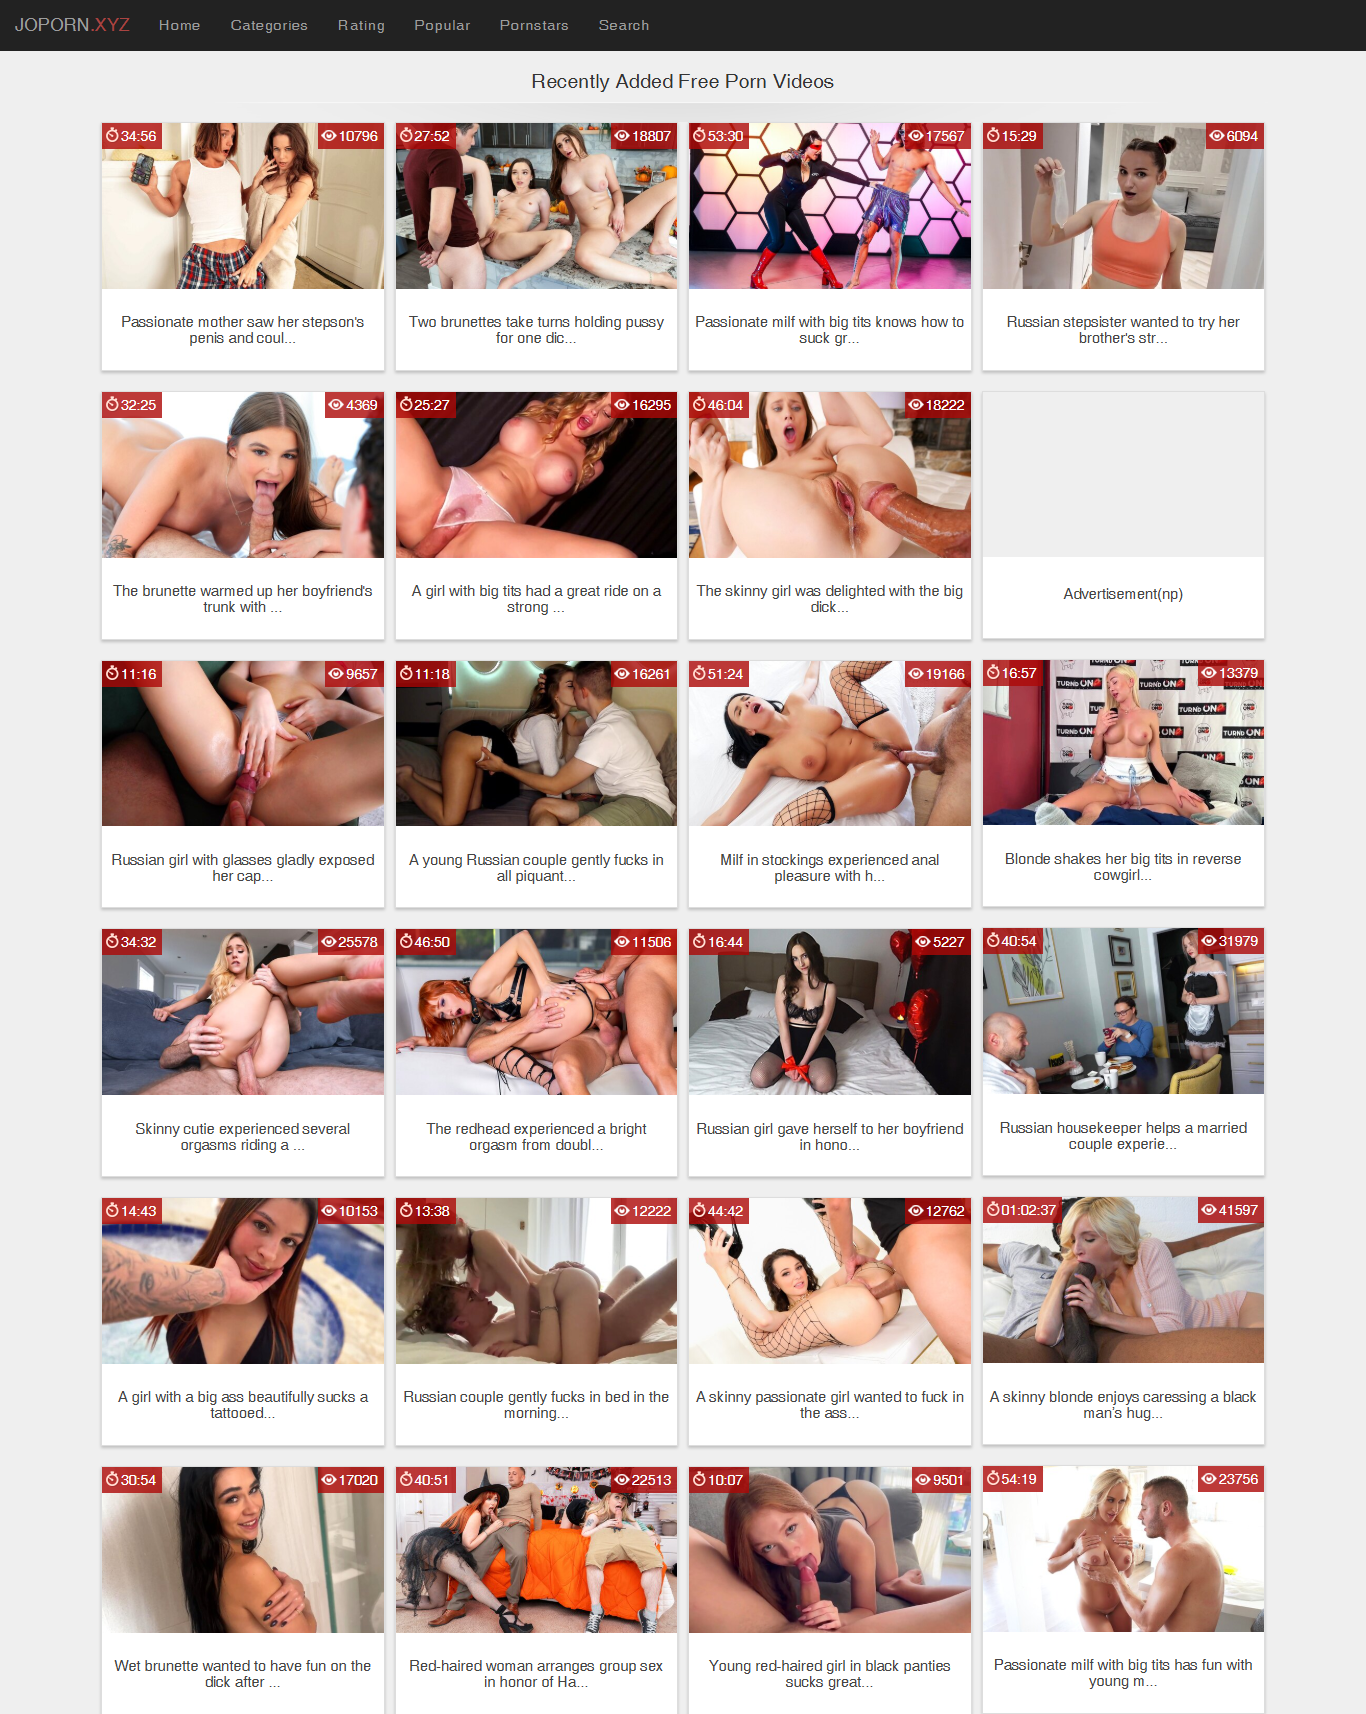 JOPORN.XYZ Home Categories Rating Popular Pornstars Search
Recently Added Free Porn Videos
34:56 10796
27:52 18807
53:30 17567
15:29 6094
Passionate mother saw her stepson's
penis and coul...
Two brunettes take turns holding pussy
for one dic...
Passionate milf with big tits knows how to
suck gr...
Russian stepsister wanted to try her
brother's str...
32:25 4369
25:27 16295
46:04 18222
The brunette warmed up her boyfriend's
trunk with ...
A girl with big tits had a great ride on a
strong ...
The skinny girl was delighted with the big
dick...
Advertisement(np)
11:16 9657
11:18 16261
51:24 19166
16:57 13379
TURND ON
Russian girl with glasses gladly exposed
her cap...
A young Russian couple gently fucks in
all piquant...
Milf in stockings experienced anal
pleasure with h...
Blonde shakes her big tits in reverse
cowgirl...
34:32 25578
46:50 11506
16:44 5227
40:54 31979
Skinny cutie experienced several
orgasms riding a ...
The redhead experienced a bright
orgasm from doubl...
Russian girl gave herself to her boyfriend
in hono...
Russian housekeeper helps a married
couple experie...
14:43 10153
13:38 12222
44:42 12762
01:02:37 41597
A girl with a big ass beautifully sucks a
tattooed...
Russian couple gently fucks in bed in the
morning...
A skinny passionate girl wanted to fuck in
the ass...
A skinny blonde enjoys caressing a black
man’s hug...
30:54 17020
40:51 22513
10:07 9501
54:19 23756
Wet brunette wanted to have fun on the
dick after ...
Red-haired woman arranges group sex
in honor of Ha...
Young red-haired girl in black panties
sucks great...
Passionate milf with big tits has fun with
young m...